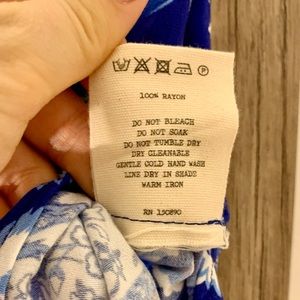 100% RAYON
DO NOT BLEACH
DO NOT SOAK
DO NOT TUMBLE DRY
DRY CLEANABLE
GENTLE COLD HAND WASH
LINE DRY IN SHADE
WARM IRON
RN 150890